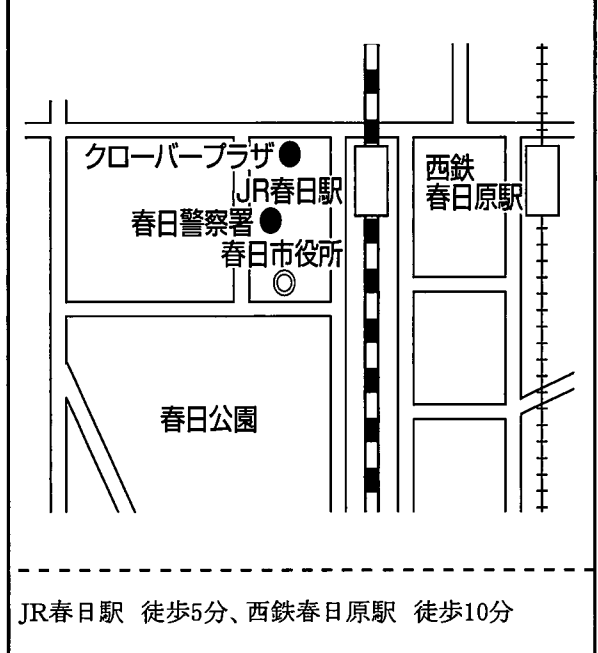 クローバープラザ
JR春日駅
西鉄
春日原駅
春日警察署
春日市役所
春日公園
JR春日駅 徒歩5分、西鉄春日原駅 徒歩10分